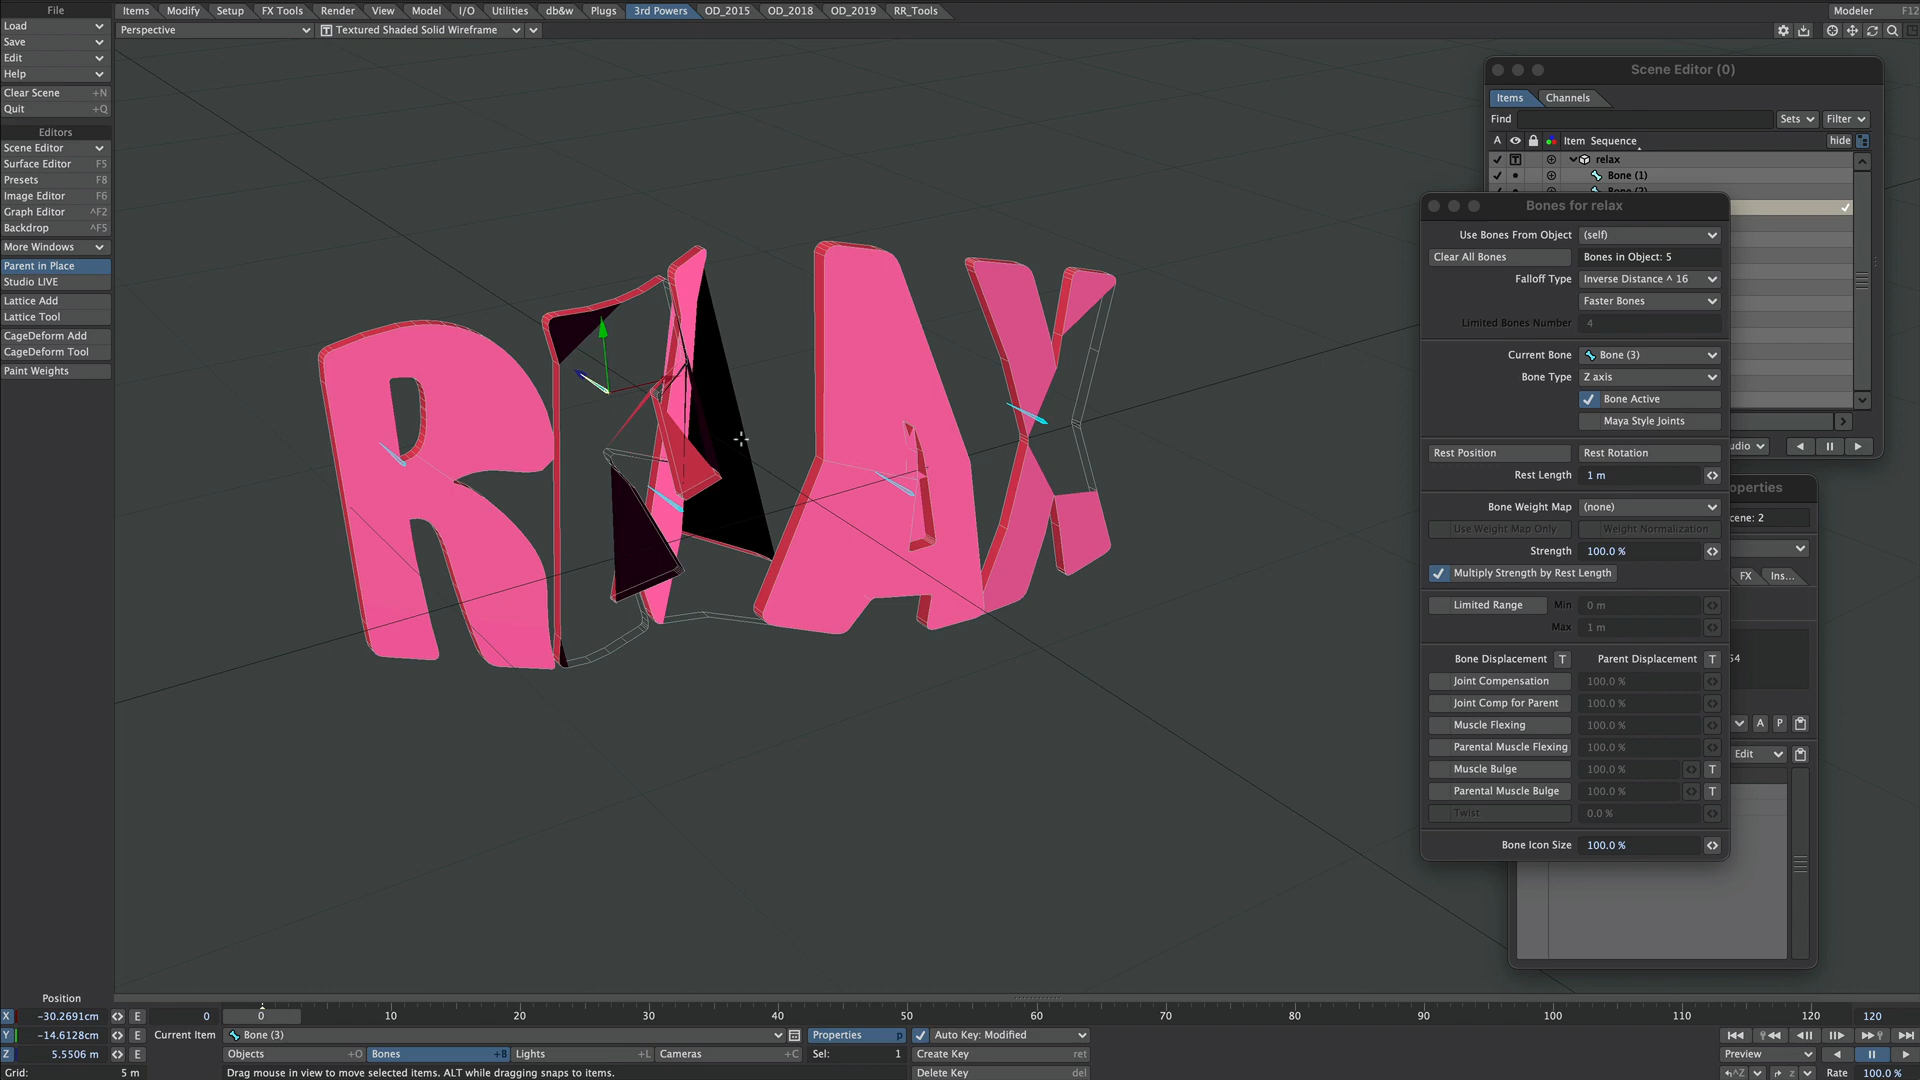 File
Items Modify Setup FX Tools Render View Model I/O Utilities db&w Plugs 3rd Powers OD_2015 OD_2018 OD_2019 RR_Tools
Modeler F12
Load
Perspective
Textured Shaded Solid Wireframe
Save
Edit
Help
Clear Scene +N
Quit +Q
Editors
Scene Editor
Surface Editor F5
Presets F8
Image Editor F6
Graph Editor ^F2
Backdrop ^F5
More Windows
Parent in Place
Studio LIVE
Lattice Add
Lattice Tool
CageDeform Add
CageDeform Tool
Paint Weights
Scene Editor (0)
Items Channels
Find Sets Filter
A Item Sequence hide
relax
Bone (1)
Bones for relax
Use Bones From Object (self)
Clear All Bones Bones in Object: 5
Falloff Type Inverse Distance ^ 16
Faster Bones
Limited Bones Number 4
Current Bone Bone (3)
Bone Type Z axis
Bone Active
Maya Style Joints
Rest Position Rest Rotation
Rest Length 1 m
Bone Weight Map (none)
Use Weight Map Only Weight Normalization
Strength 100.0 %
Multiply Strength by Rest Length
Limited Range Min 0 m
Max 1 m
Bone Displacement T Parent Displacement T
Joint Compensation 100.0 %
Joint Comp for Parent 100.0 %
Muscle Flexing 100.0 %
Parental Muscle Flexing 100.0 %
Muscle Bulge 100.0 % T
Parental Muscle Bulge 100.0 % T
Twist 0.0 %
Bone Icon Size 100.0 %
udio
operties
cene: 2
FX Ins...
54
A P
Edit
RELAX
Position
X -30.2691cm E 0
0 10 20 30 40 50 60 70 80 90 100 110 120 120
Y -14.6128cm E Current Item Bone (3) Properties p Auto Key: Modified
Z 5.5506 m E Objects +O Bones +B Lights +L Cameras +C Sel: 1 Create Key ret
Preview
Grid: 5 m Drag mouse in view to move selected items. ALT while dragging snaps to items. Delete Key del
^Z z Rate 100.0 %